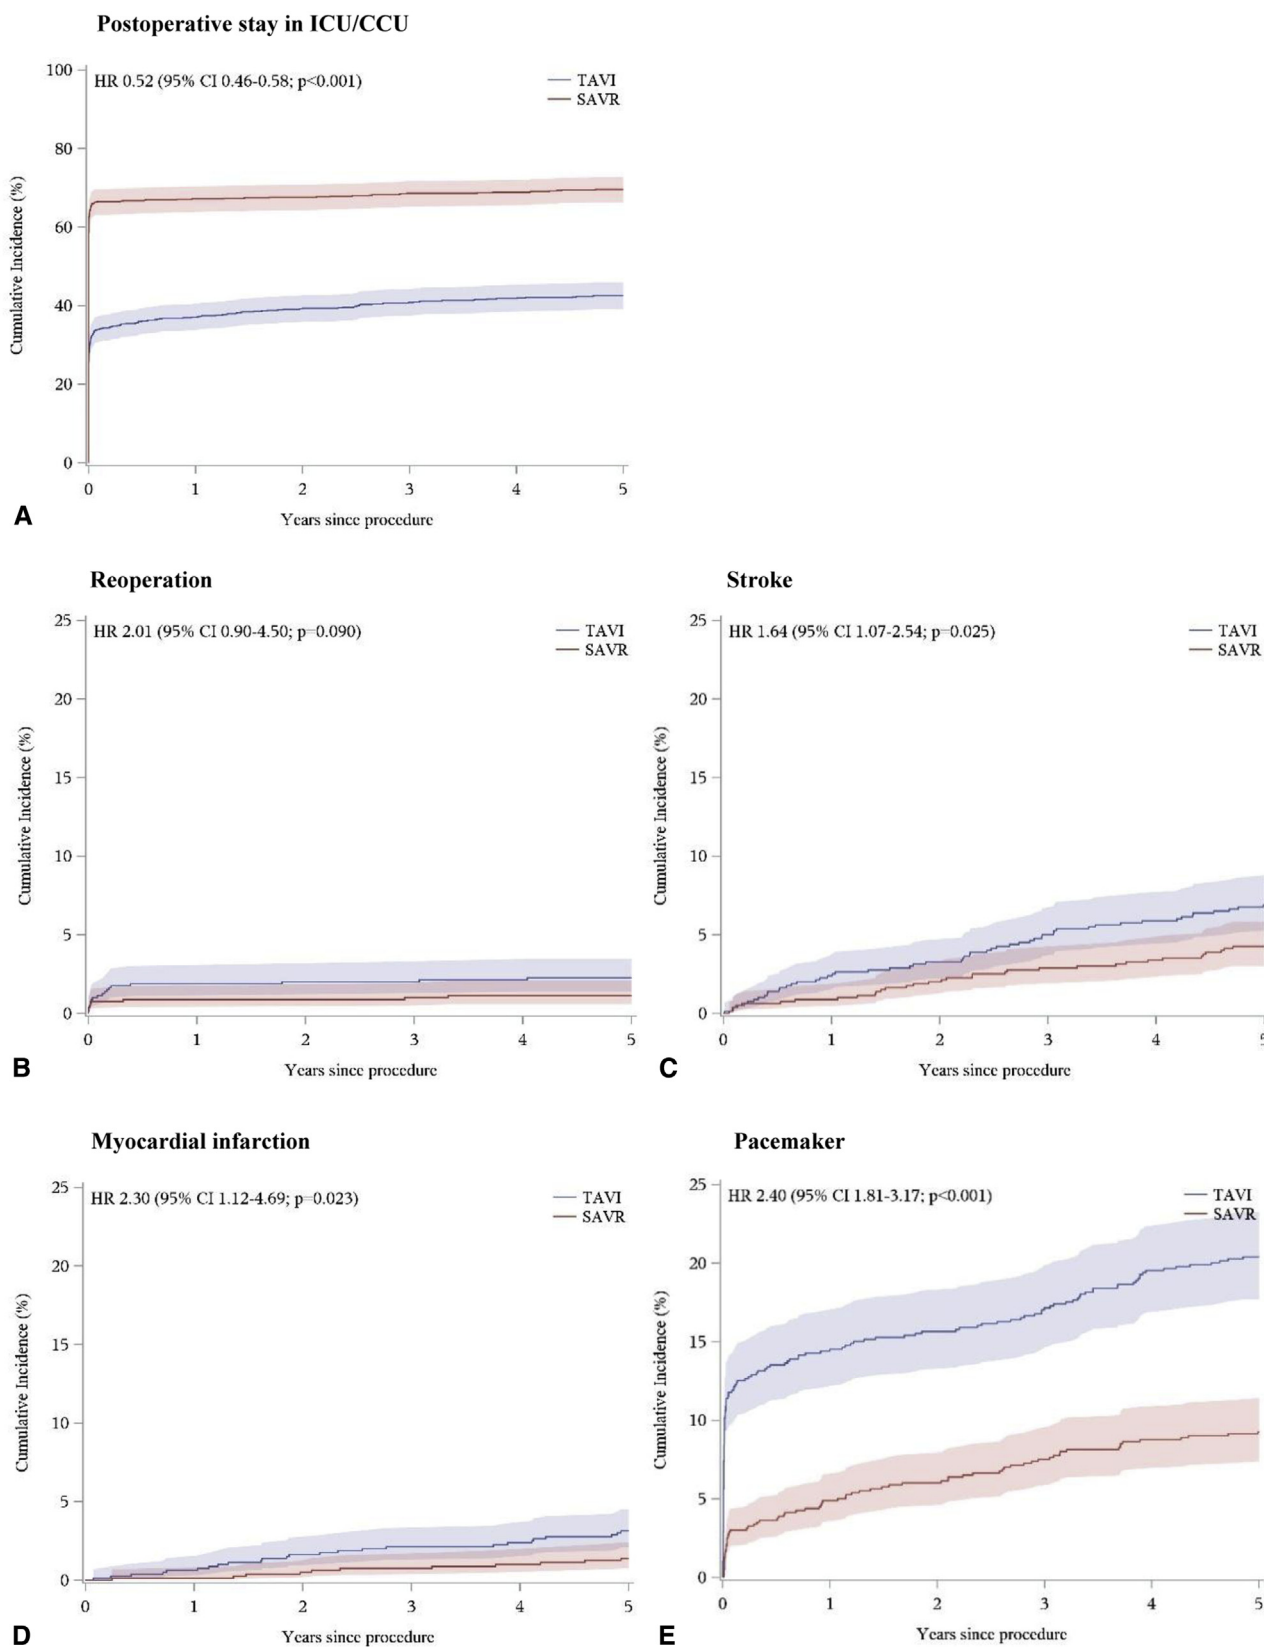 Postoperative stay in ICU/CCU
HR 0.52 (95% CI 0.46-0.58; p<0.001)
TAVI
SAVR
100
80
60
40
20
0
Cumulative Incidence (%)
0 1 2 3 4 5
Years since procedure
A
Reoperation
HR 2.01 (95% CI 0.90-4.50; p=0.090)
TAVI
SAVR
25
20
15
10
5
0
Cumulative Incidence (%)
0 1 2 3 4 5
Years since procedure
B
Stroke
HR 1.64 (95% CI 1.07-2.54; p=0.025)
TAVI
SAVR
25
20
15
10
5
0
Cumulative Incidence (%)
0 1 2 3 4 5
Years since procedure
C
Myocardial infarction
HR 2.30 (95% CI 1.12-4.69; p=0.023)
TAVI
SAVR
25
20
15
10
5
0
Cumulative Incidence (%)
0 1 2 3 4 5
Years since procedure
D
Pacemaker
HR 2.40 (95% CI 1.81-3.17; p<0.001)
TAVI
SAVR
25
20
15
10
5
0
Cumulative Incidence (%)
0 1 2 3 4 5
Years since procedure
E